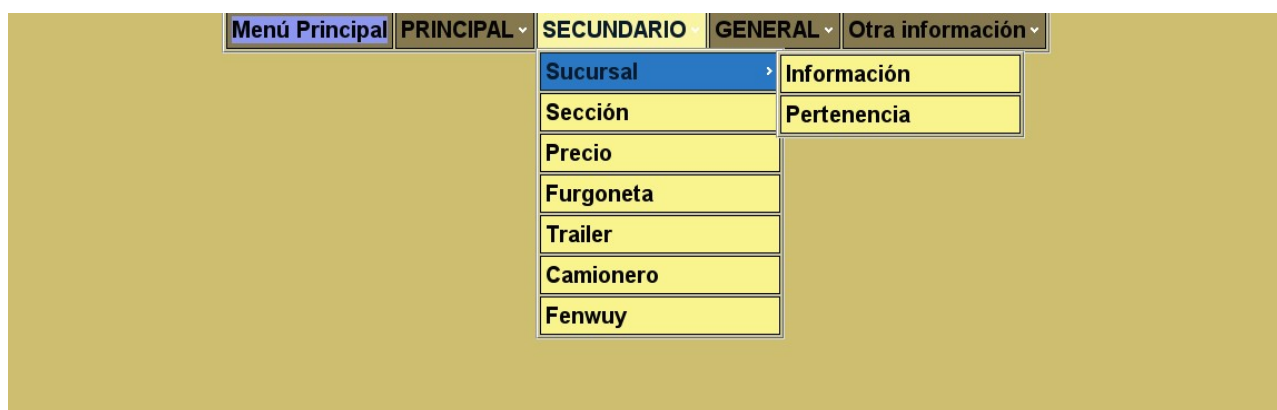 Menú Principal PRINCIPAL SECUNDARIO GENERAL Otra información
Sucursal Información
Sección Pertenencia
Precio
Furgoneta
Trailer
Camionero
Fenwuy